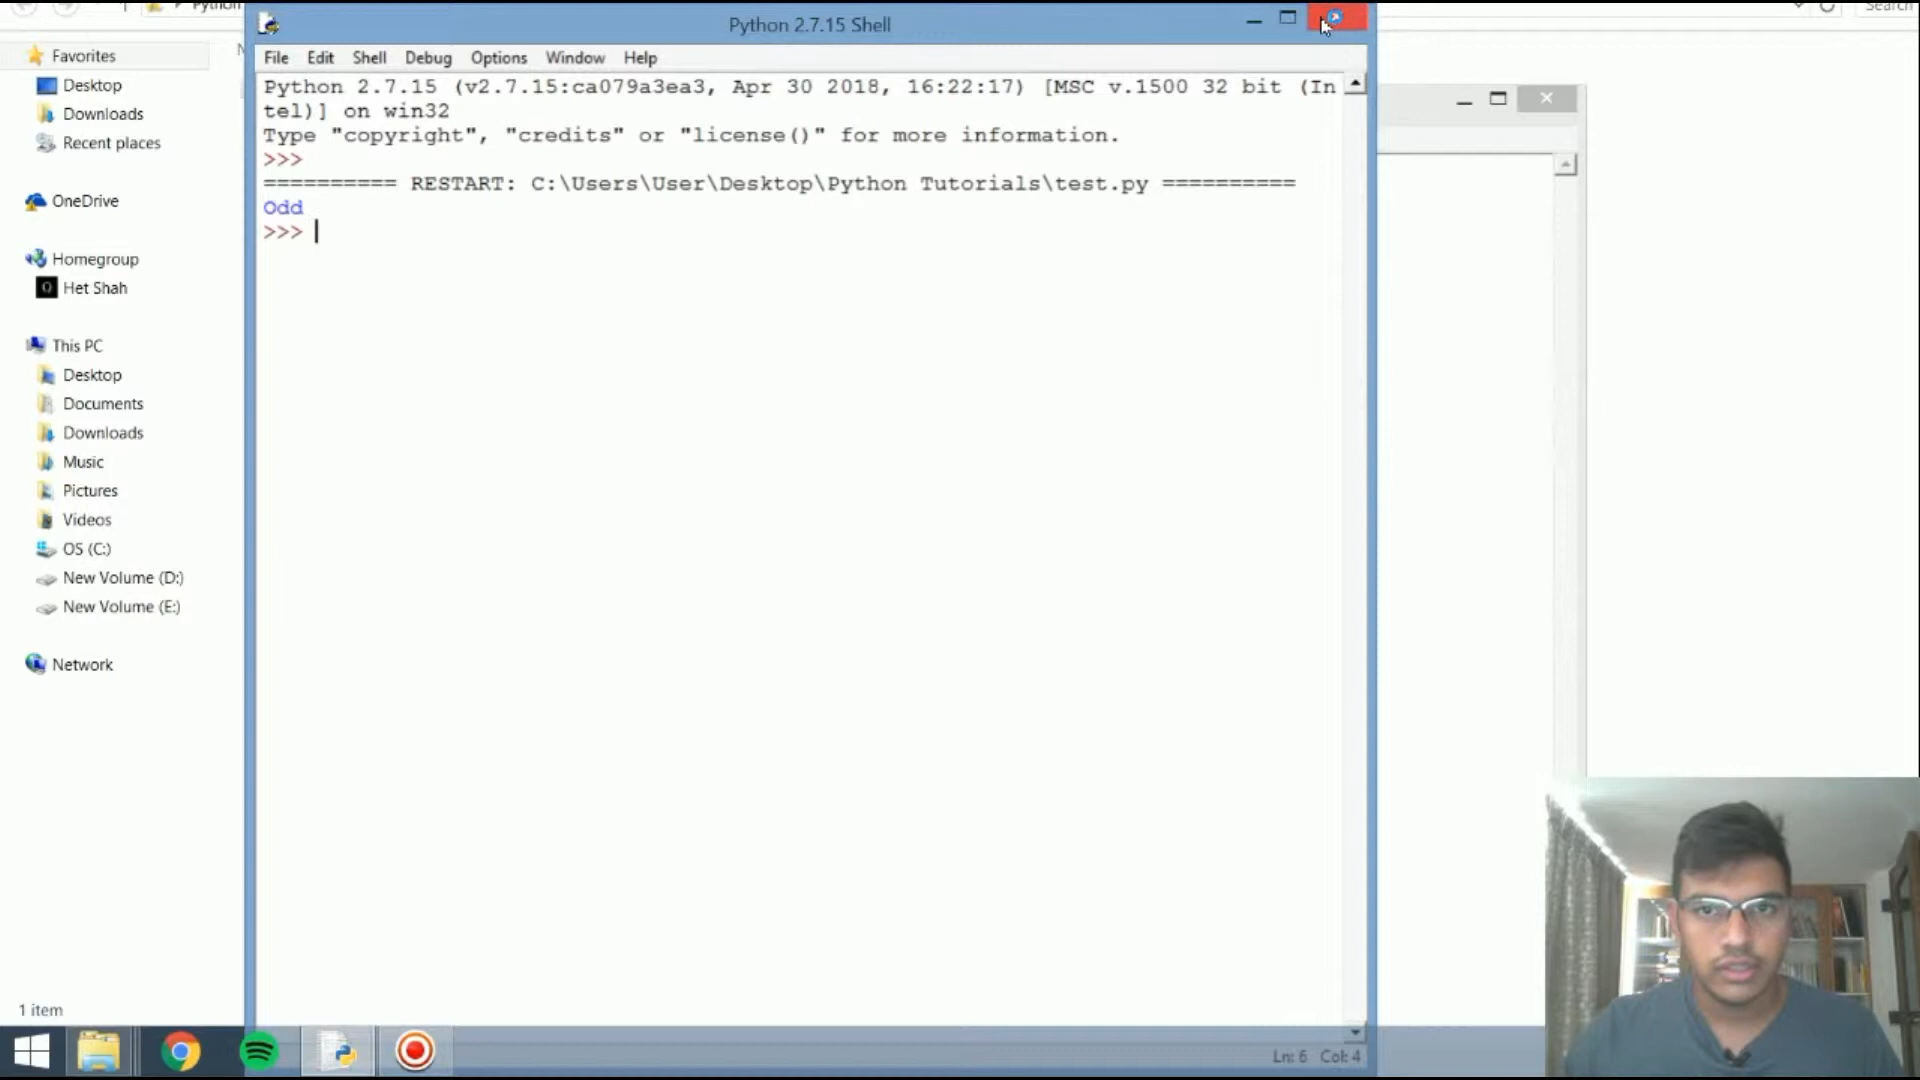 Python
Search
Favorites
Desktop
Downloads
Recent places
OneDrive
Homegroup
Het Shah
This PC
Desktop
Documents
Downloads
Music
Pictures
Videos
OS (C:)
New Volume (D:)
New Volume (E:)
Network
1 item
Python 2.7.15 Shell
File Edit Shell Debug Options Window Help
Python 2.7.15 (v2.7.15:ca079a3ea3, Apr 30 2018, 16:22:17) [MSC v.1500 32 bit (In
tel)] on win32
Type "copyright", "credits" or "license()" for more information.
>>>
========== RESTART: C:\Users\User\Desktop\Python Tutorials\test.py ==========
Odd
>>>
Ln: 6 Col: 4